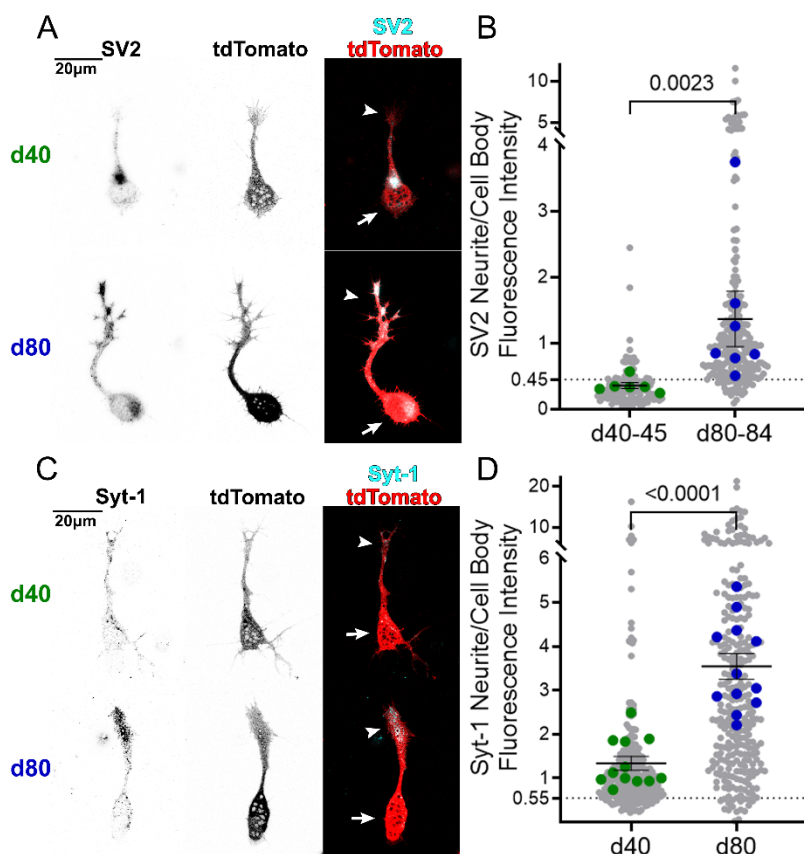 A
SV2
tdTomato
SV2
tdTomato
20µm
d40
d80
B
SV2 Neurite/Cell Body
Fluorescence Intensity
10
5
4
3
2
1
0.45
0
0.0023
d40-45
d80-84
C
Syt-1
tdTomato
Syt-1
tdTomato
20µm
d40
d80
D
Syt-1 Neurite/Cell Body
Fluorescence Intensity
20
10
6
5
4
3
2
1
0.55
<0.0001
d40
d80